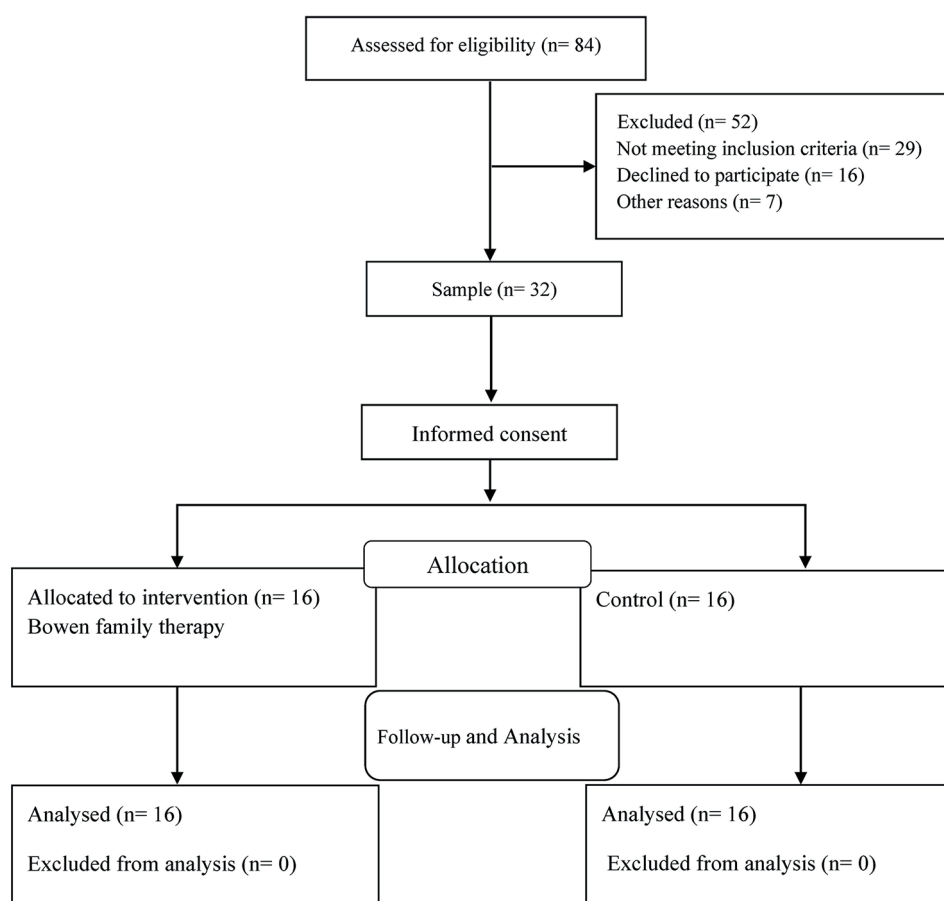 Assessed for eligibility (n= 84)
Excluded (n= 52)
Not meeting inclusion criteria (n= 29)
Declined to participate (n= 16)
Other reasons (n= 7)
Sample (n= 32)
Informed consent
Allocation
Allocated to intervention (n= 16)
Bowen family therapy
Control (n= 16)
Follow-up and Analysis
Analysed (n= 16)
Excluded from analysis (n= 0)
Analysed (n= 16)
Excluded from analysis (n= 0)